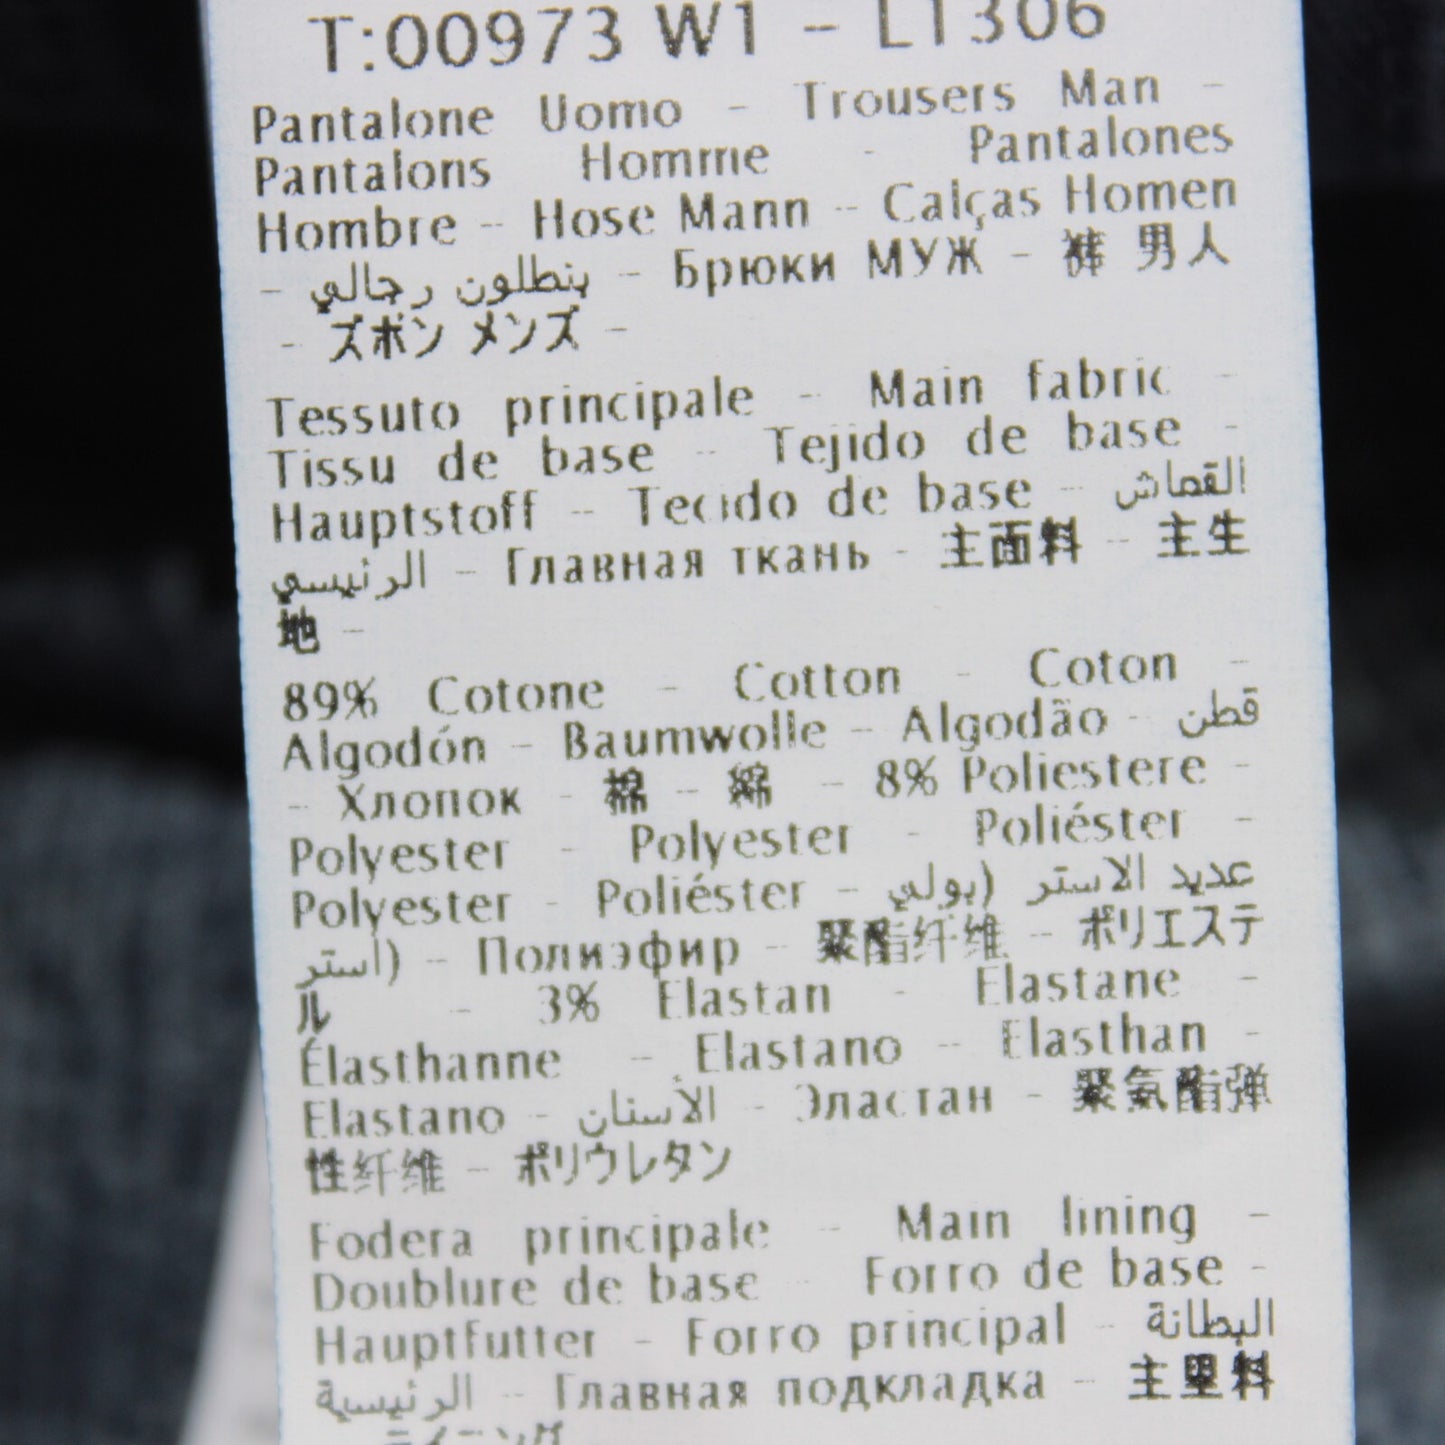 T:00973 W1 - L1306
Pantalone Uomo - Trousers Man -
Pantalons Homme - Pantalones
Hombre - Hose Mann - Calças Homen
- بنطلون رجالي - Брюки МУЖ - 裤 男人
- ズボン メンズ -
Tessuto principale - Main fabric -
Tissu de base - Tejido de base -
Hauptstoff - Tecido de base - القماش
الرئيسي - Главная ткань - 主面料 - 主生
地 -
89% Cotone - Cotton - Coton -
Algodón - Baumwolle - Algodão - قطن
- Хлопок - 棉 - 綿 - 8% Poliestere -
Polyester - Polyester - Poliéster -
Polyester - Poliéster - عديد الاستر (بولي
استر) - Полиэфир - 聚酯纤维 - ポリエステ
ル - 3% Elastan - Elastane -
Élasthanne - Elastano - Elasthan -
Elastano - الاسنان - Эластан - 聚氨酯弹
性纤维 - ポリウレタン
Fodera principale - Main lining -
Doublure de base - Forro de base -
Hauptfutter - Forro principal - البطانة
الرئيسية - Главная подкладка - 主里料